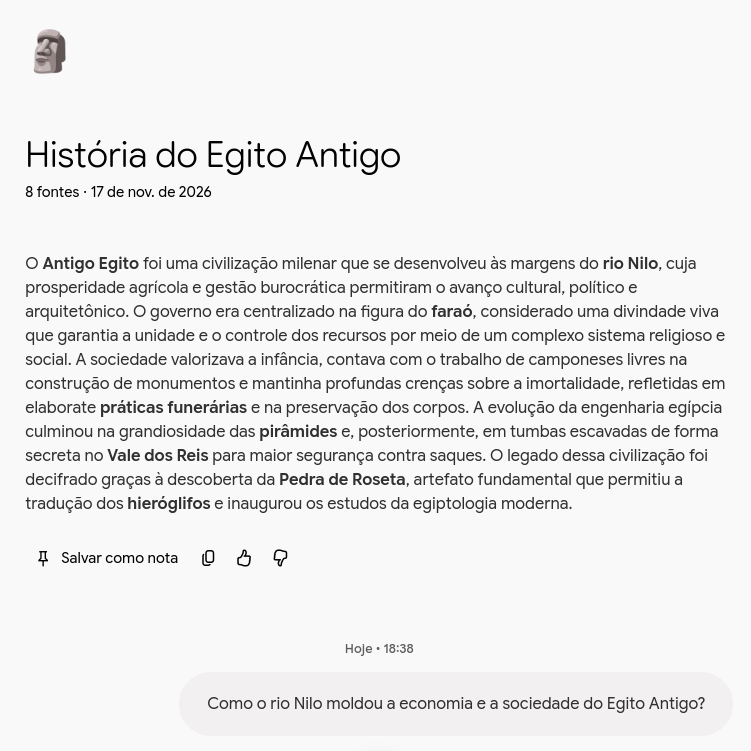 História do Egito Antigo
8 fontes · 17 de nov. de 2026
O Antigo Egito foi uma civilização milenar que se desenvolveu às margens do rio Nilo, cuja
prosperidade agrícola e gestão burocrática permitiram o avanço cultural, político e
arquitetônico. O governo era centralizado na figura do faraó, considerado uma divindade viva
que garantia a unidade e o controle dos recursos por meio de um complexo sistema religioso e
social. A sociedade valorizava a infância, contava com o trabalho de camponeses livres na
construção de monumentos e mantinha profundas crenças sobre a imortalidade, refletidas em
elaborate práticas funerárias e na preservação dos corpos. A evolução da engenharia egípcia
culminou na grandiosidade das pirâmides e, posteriormente, em tumbas escavadas de forma
secreta no Vale dos Reis para maior segurança contra saques. O legado dessa civilização foi
decifrado graças à descoberta da Pedra de Roseta, artefato fundamental que permitiu a
tradução dos hieróglifos e inaugurou os estudos da egiptologia moderna.
Salvar como nota
Hoje • 18:38
Como o rio Nilo moldou a economia e a sociedade do Egito Antigo?